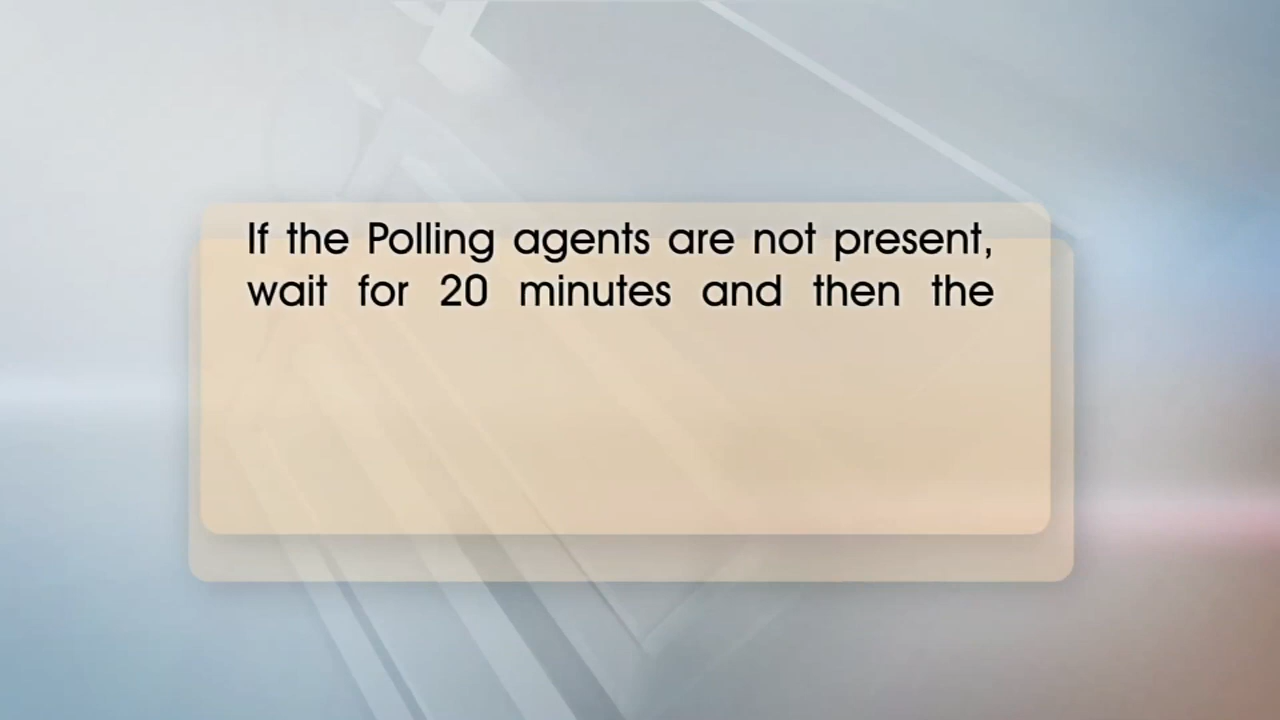 If the Polling agents are not present,
wait for 20 minutes and then the